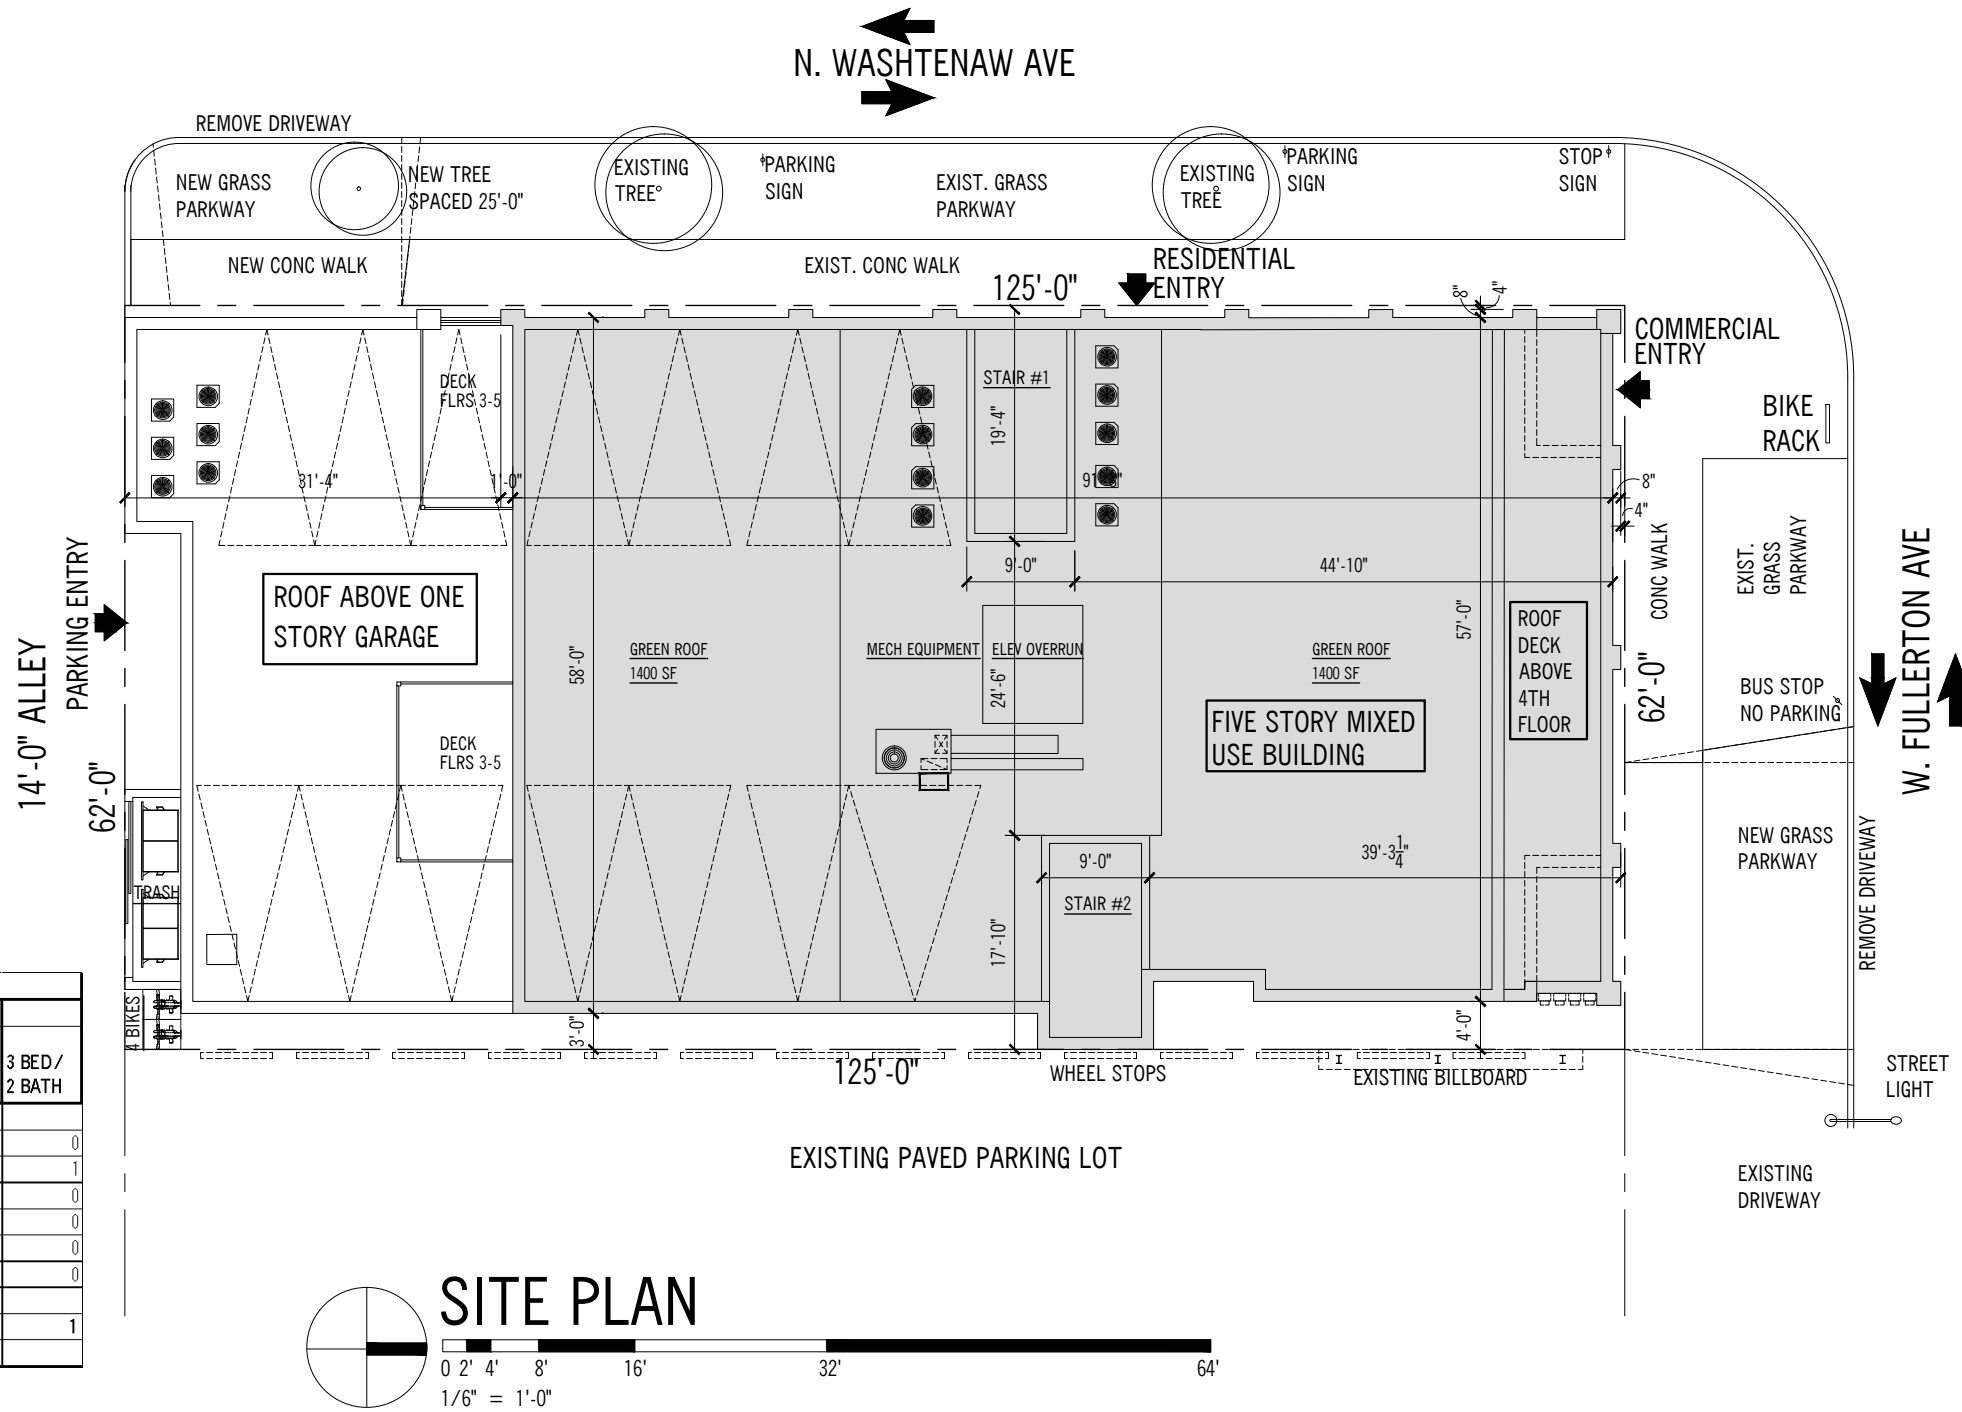 N. WASHTENAW AVE
REMOVE DRIVEWAY
NEW GRASS
PARKWAY
NEW TREE
SPACED 25'-0"
EXISTING
TREE
PARKING
SIGN
EXIST. GRASS
PARKWAY
EXISTING
TREE
PARKING
SIGN
STOP
SIGN
NEW CONC WALK
EXIST. CONC WALK
RESIDENTIAL
ENTRY
125'-0"
8"
4"
COMMERCIAL
ENTRY
BIKE
RACK
DECK
FLRS 3-5
STAIR #1
19'-4"
31'-4"
1'-0"
8"
4"
9'-0"
44'-10"
CONC WALK
EXIST.
GRASS
PARKWAY
W. FULLERTON AVE
14'-0" ALLEY
PARKING ENTRY
62'-0"
ROOF ABOVE ONE
STORY GARAGE
58'-0"
GREEN ROOF
1400 SF
MECH EQUIPMENT
ELEV OVERRUN
24'-6"
GREEN ROOF
1400 SF
57'-0"
ROOF
DECK
ABOVE
4TH
FLOOR
62'-0"
FIVE STORY MIXED
USE BUILDING
BUS STOP
NO PARKING
DECK
FLRS 3-5
NEW GRASS
PARKWAY
REMOVE DRIVEWAY
TRASH
9'-0"
39'-3 1/4"
STAIR #2
17'-10"
4 BIKES
3'-0"
4'-0"
125'-0"
WHEEL STOPS
EXISTING BILLBOARD
STREET
LIGHT
3 BED/
2 BATH
0
1
0
0
0
0
1
EXISTING PAVED PARKING LOT
EXISTING
DRIVEWAY
SITE PLAN
0 2' 4' 8' 16' 32' 64'
1/6" = 1'-0"